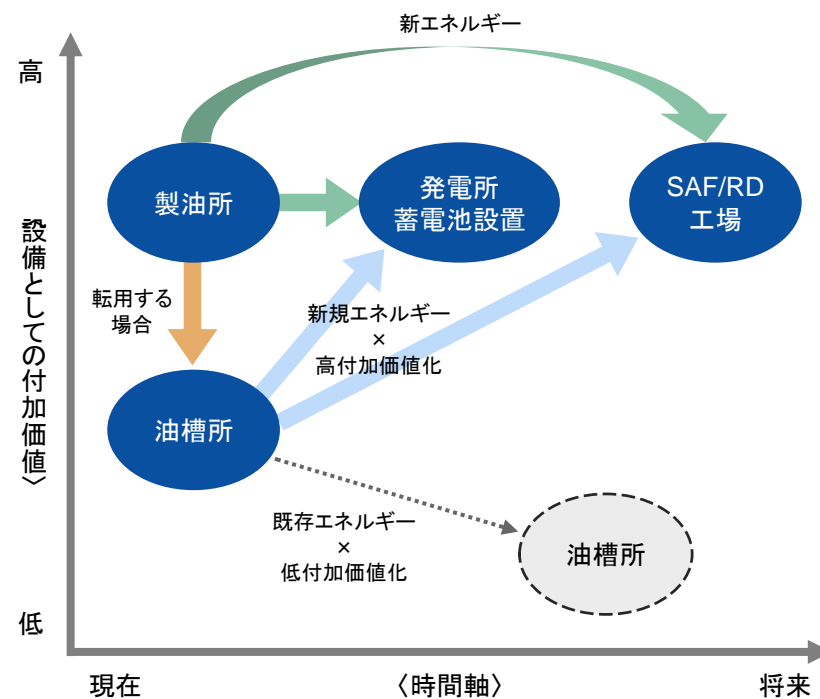 新エネルギー
高
製油所
発電所
蓄電池設置
SAF/RD
工場
〈設備としての付加価値〉
転用する
場合
新規エネルギー
×
高付加価値化
油槽所
既存エネルギー
×
低付加価値化
油槽所
低
現在
〈時間軸〉
将来